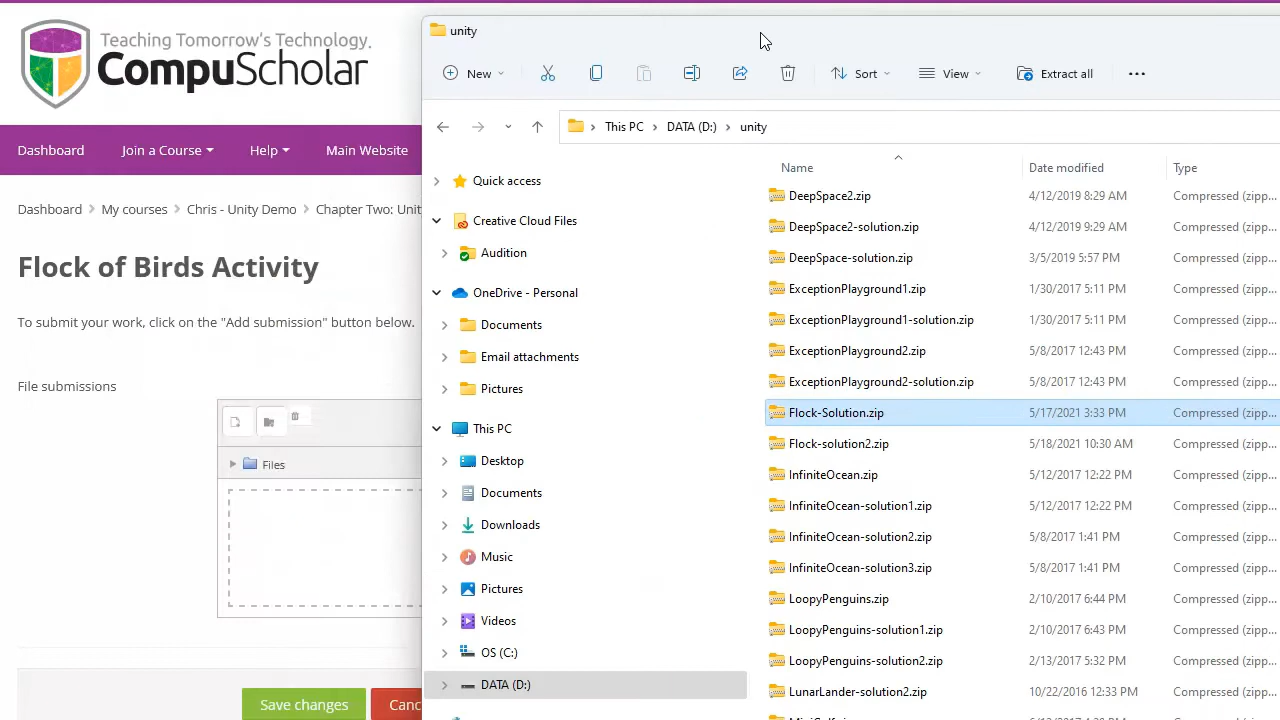 Teaching Tomorrow's Technology.
CompuScholar
Dashboard
Join a Course
Help
Main Website
Dashboard
My courses
Chris - Unity Demo
Chapter Two: Unit
Flock of Birds Activity
To submit your work, click on the "Add submission" button below.
File submissions
Files
Save changes
Canc
unity
New
Sort
View
Extract all
This PC
DATA (D:)
unity
Quick access
Creative Cloud Files
Audition
OneDrive - Personal
Documents
Email attachments
Pictures
This PC
Desktop
Documents
Downloads
Music
Pictures
Videos
OS (C:)
DATA (D:)
Name Date modified Type
DeepSpace2.zip 4/12/2019 8:29 AM Compressed (zipp...
DeepSpace2-solution.zip 4/12/2019 9:29 AM Compressed (zipp...
DeepSpace-solution.zip 3/5/2019 5:57 PM Compressed (zipp...
ExceptionPlayground1.zip 1/30/2017 5:11 PM Compressed (zipp...
ExceptionPlayground1-solution.zip 1/30/2017 5:11 PM Compressed (zipp...
ExceptionPlayground2.zip 5/8/2017 12:43 PM Compressed (zipp...
ExceptionPlayground2-solution.zip 5/8/2017 12:43 PM Compressed (zipp...
Flock-Solution.zip 5/17/2021 3:33 PM Compressed (zipp...
Flock-solution2.zip 5/18/2021 10:30 AM Compressed (zipp...
InfiniteOcean.zip 5/12/2017 12:22 PM Compressed (zipp...
InfiniteOcean-solution1.zip 5/12/2017 12:22 PM Compressed (zipp...
InfiniteOcean-solution2.zip 5/8/2017 1:41 PM Compressed (zipp...
InfiniteOcean-solution3.zip 5/8/2017 1:41 PM Compressed (zipp...
LoopyPenguins.zip 2/10/2017 6:44 PM Compressed (zipp...
LoopyPenguins-solution1.zip 2/10/2017 6:43 PM Compressed (zipp...
LoopyPenguins-solution2.zip 2/13/2017 5:32 PM Compressed (zipp...
LunarLander-solution2.zip 10/22/2016 12:33 PM Compressed (zipp...